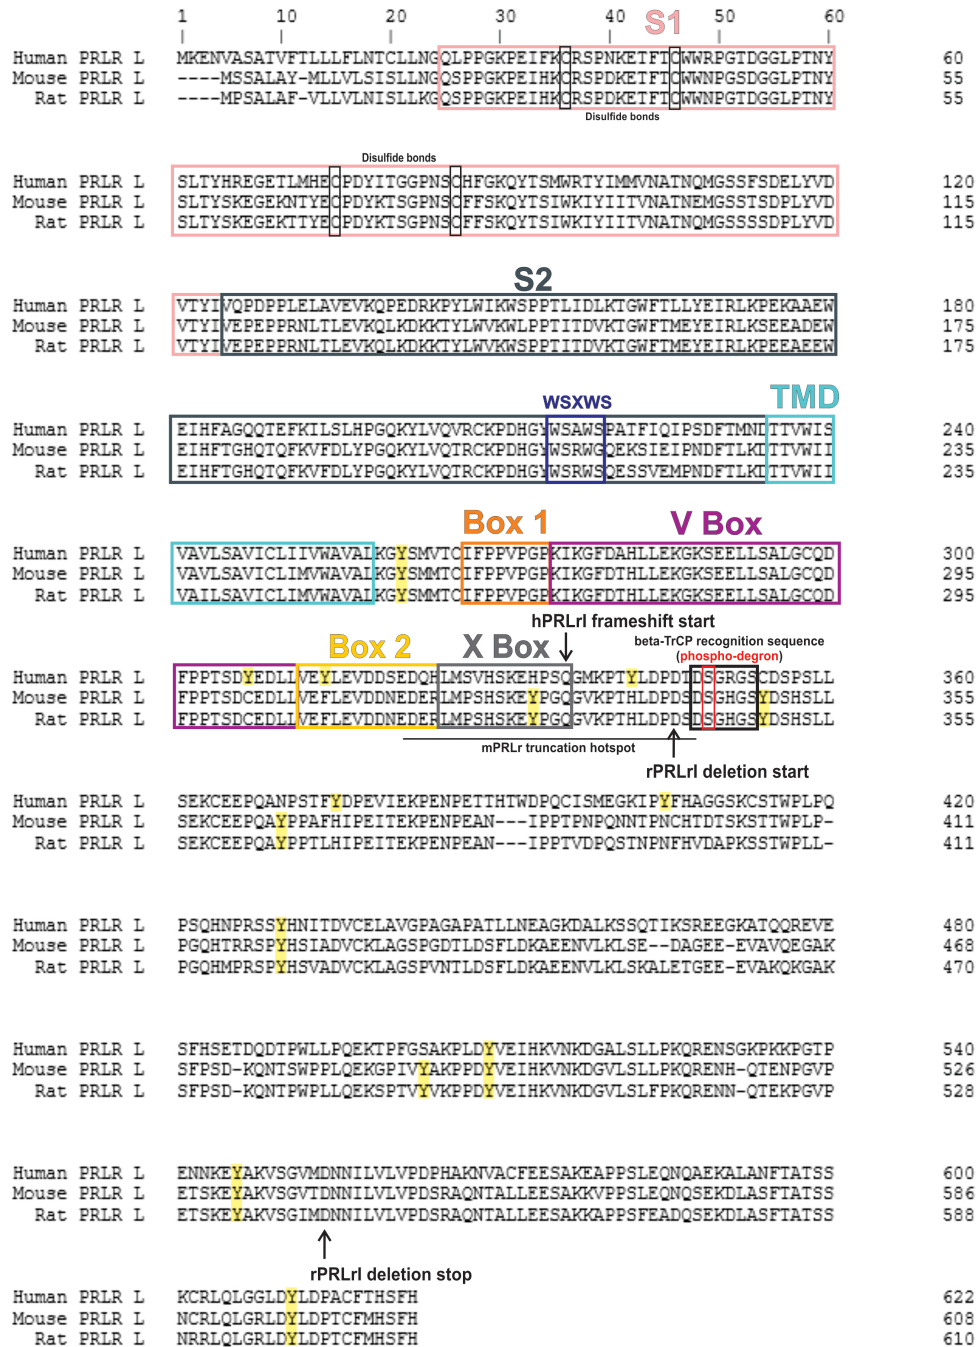 1 10 20 30 40 50 60
S1
Human PRLR L MKENVASATVFTLLLFLNTCLLNGQLPPGKPEIFKCRSPNKETFTCWWRPGTDGGLPTNY 60
Mouse PRLR L ----MSSALAY-MLLVLSISLLNGQSPPGKPEIHKCRSPDKETFTCWWNPGSDGGLPTNY 55
Rat PRLR L ----MPSALAF-VLLVLNISLLKGQSPPGKPEIHKCRSPDKETFTCWWNPGTDGGLPTNY 55
Disulfide bonds
Disulfide bonds
Human PRLR L SLTYHREGETLMHECPDYITGGPNSCHFGKQYTSMWRTYIMMVNATNQMGSSFSDELYVD 120
Mouse PRLR L SLTYSKEGEKNTYECPDYKTSGPNSCFFSKQYTSIWKIYIITVNATNEMGSSTSDPLYVD 115
Rat PRLR L SLTYSKEGEKTTYECPDYKTSGPNSCFFSKQYTSIWKIYIITVNATNQMGSSSSDPLYVD 115
S2
Human PRLR L VTYIVQPDPPLELAVEVKQPEDRKPYLWIKWSPPTLIDLKTGWFTLLYEIRLKPEKAAEW 180
Mouse PRLR L VTYIVEPEPPRNLTLEVKQLKDKKTYLWVKWLPPTITDVKTGWFTMEYEIRLKSEEADEW 175
Rat PRLR L VTYIVEPEPPRNLTLEVKQLKDKKTYLWVKWSPPTITDVKTGWFTMEYEIRLKPEEAEEW 175
WSXWS TMD
Human PRLR L EIHFAGQQTEFKILSLHPGQKYLVQVRCKPDHGYWSAWSPATFIQIPSDFTMNDTTVWIS 240
Mouse PRLR L EIHFTGHQTQFKVFDLYPGQKYLVQTRCKPDHGYWSRWGQEKSIEIPNDFTLKDTTVWII 235
Rat PRLR L EIHFTGHQTQFKVFDLYPGQKYLVQTRCKPDHGYWSRWSQESSVEMPNDFTLKDTTVWII 235
Box 1 V Box
Human PRLR L VAVLSAVICLIIVWAVALKGYSMVTCIFPPVPGPKIKGFDAHLLEKGKSEELLSALGCQD 300
Mouse PRLR L VAVLSAVICLIMVWAVALKGYSMMTCIFPPVPGPKIKGFDTHLLEKGKSEELLSALGCQD 295
Rat PRLR L VAILSAVICLIMVWAVALKGYSMMTCIFPPVPGPKIKGFDTHLLEKGKSEELLSALGCQD 295
hPRLrI frameshift start
Box 2 X Box beta-TrCP recognition sequence
(phospho-degron)
Human PRLR L FPPTSDYEDLLVEYLEVDDSEDQHLMSVHSKEHPSQGMKPTYLDPDTDSGRGSCDSPSLL 360
Mouse PRLR L FPPTSDCEDLLVEFLEVDDNEDERLMPSHSKEYPGQGVKPTHLDPDSDSGHGSYDSHSLL 355
Rat PRLR L FPPTSDCEDLLVEFLEVDDNEDERLMPSHSKEYPGQGVKPTHLDPDSDSGHGSYDSHSLL 355
mPRLr truncation hotspot
rPRLrI deletion start
Human PRLR L SEKCEEPQANPSTFYDPEVIEKPENPETTHTWDPQCISMEGKIPYFHAGGSKCSTWPLPQ 420
Mouse PRLR L SEKCEEPQAYPPAFHIPEITEKPENPEAN---IPPTPNPQNNTPNCHTDTSKSTTWPLP- 411
Rat PRLR L SEKCEEPQAYPPTLHIPEITEKPENPEAN---IPPTVDPQSTNPNFHVDAPKSSTWPLL- 411
Human PRLR L PSQHNPRSSYHNITDVCELAVGPAGAPATLLNEAGKDALKSSQTIKSREEGKATQQREVE 480
Mouse PRLR L PGQHTRRSPYHSIADVCKLAGSPGDTLDSFLDKAEENVLKLSE--DAGEE-EVAVQEGAK 468
Rat PRLR L PGQHMPRSPYHSVADVCKLAGSPVNTLDSFLDKAEENVLKLSKALETGEE-EVAKQKGAK 470
Human PRLR L SFHSETDQDTPWLLPQEKTPFGSAKPLDYVEIHKVNKDGALSLLPKQRENSGKPKKPGTP 540
Mouse PRLR L SFPSD-KQNTSWPPLQEKGPIVYAKPPDYVEIHKVNKDGVLSLLPKQRENH-QTENPGVP 526
Rat PRLR L SFPSD-KQNTPWPLLQEKSPTVYVKPPDYVEIHKVNKDGVLSLFPKQRENN-QTEKPGVP 528
Human PRLR L ENNKEYAKVSGVMDNNILVLVPDPHAKNVACFEESAKEAPPSLEQNQAEKALANFTATSS 600
Mouse PRLR L ETSKEYAKVSGVTDNNILVLVPDSRAQNTALLEESAKKVPPSLEQNQSEKDLASFTATSS 586
Rat PRLR L ETSKEYAKVSGIMDNNILVLVPDSRAQNTALLEESAKKAPPSFEADQSEKDLASFTATSS 588
rPRLrI deletion stop
Human PRLR L KCRLQLGGLDYLDPACFTHSFH 622
Mouse PRLR L NCRLQLGRLDYLDPTCFMHSFH 608
Rat PRLR L NRRLQLGRLDYLDPTCFMHSFH 610